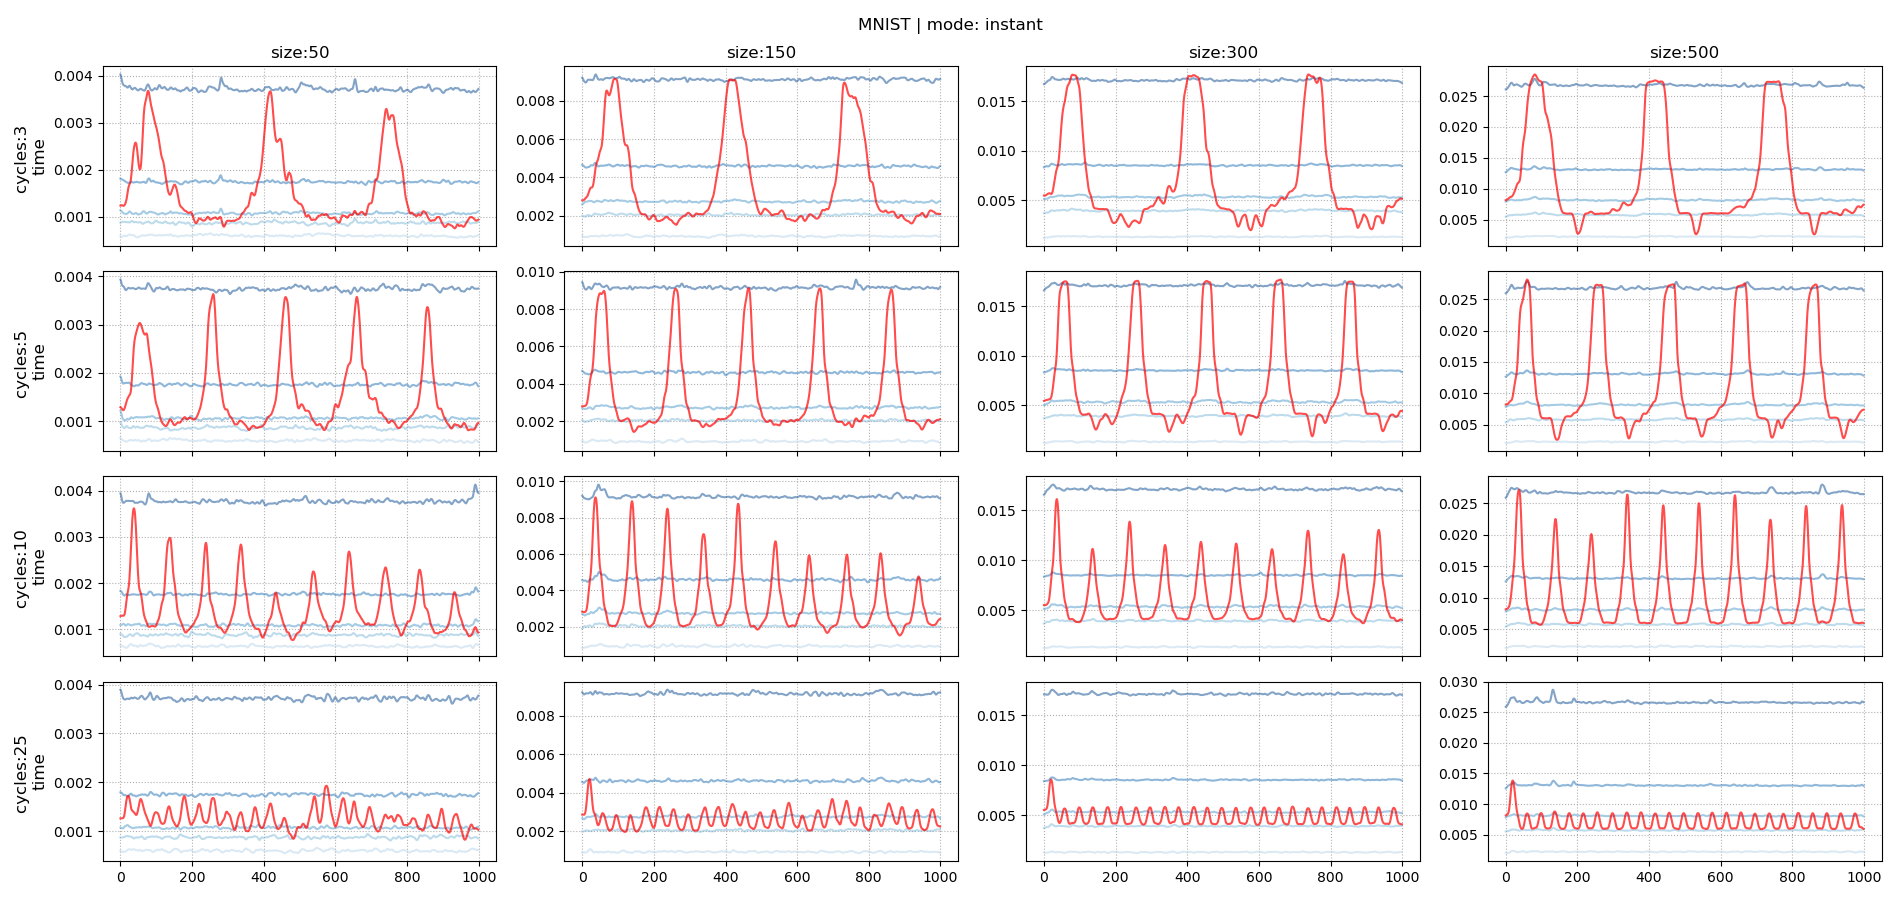 MNIST | mode: instant
size:50 size:150 size:300 size:500
cycles:3
time
0.004 0.003 0.002 0.001
0.008 0.006 0.004 0.002
0.015 0.010 0.005
0.025 0.020 0.015 0.010 0.005
cycles:5
time
0.004 0.003 0.002 0.001
0.010 0.008 0.006 0.004 0.002
0.015 0.010 0.005
0.025 0.020 0.015 0.010 0.005
cycles:10
time
0.004 0.003 0.002 0.001
0.010 0.008 0.006 0.004 0.002
0.015 0.010 0.005
0.025 0.020 0.015 0.010 0.005
cycles:25
time
0.004 0.003 0.002 0.001
0.008 0.006 0.004 0.002
0.015 0.010 0.005
0.030 0.025 0.020 0.015 0.010 0.005
0 200 400 600 800 1000 0 200 400 600 800 1000 0 200 400 600 800 1000 0 200 400 600 800 1000